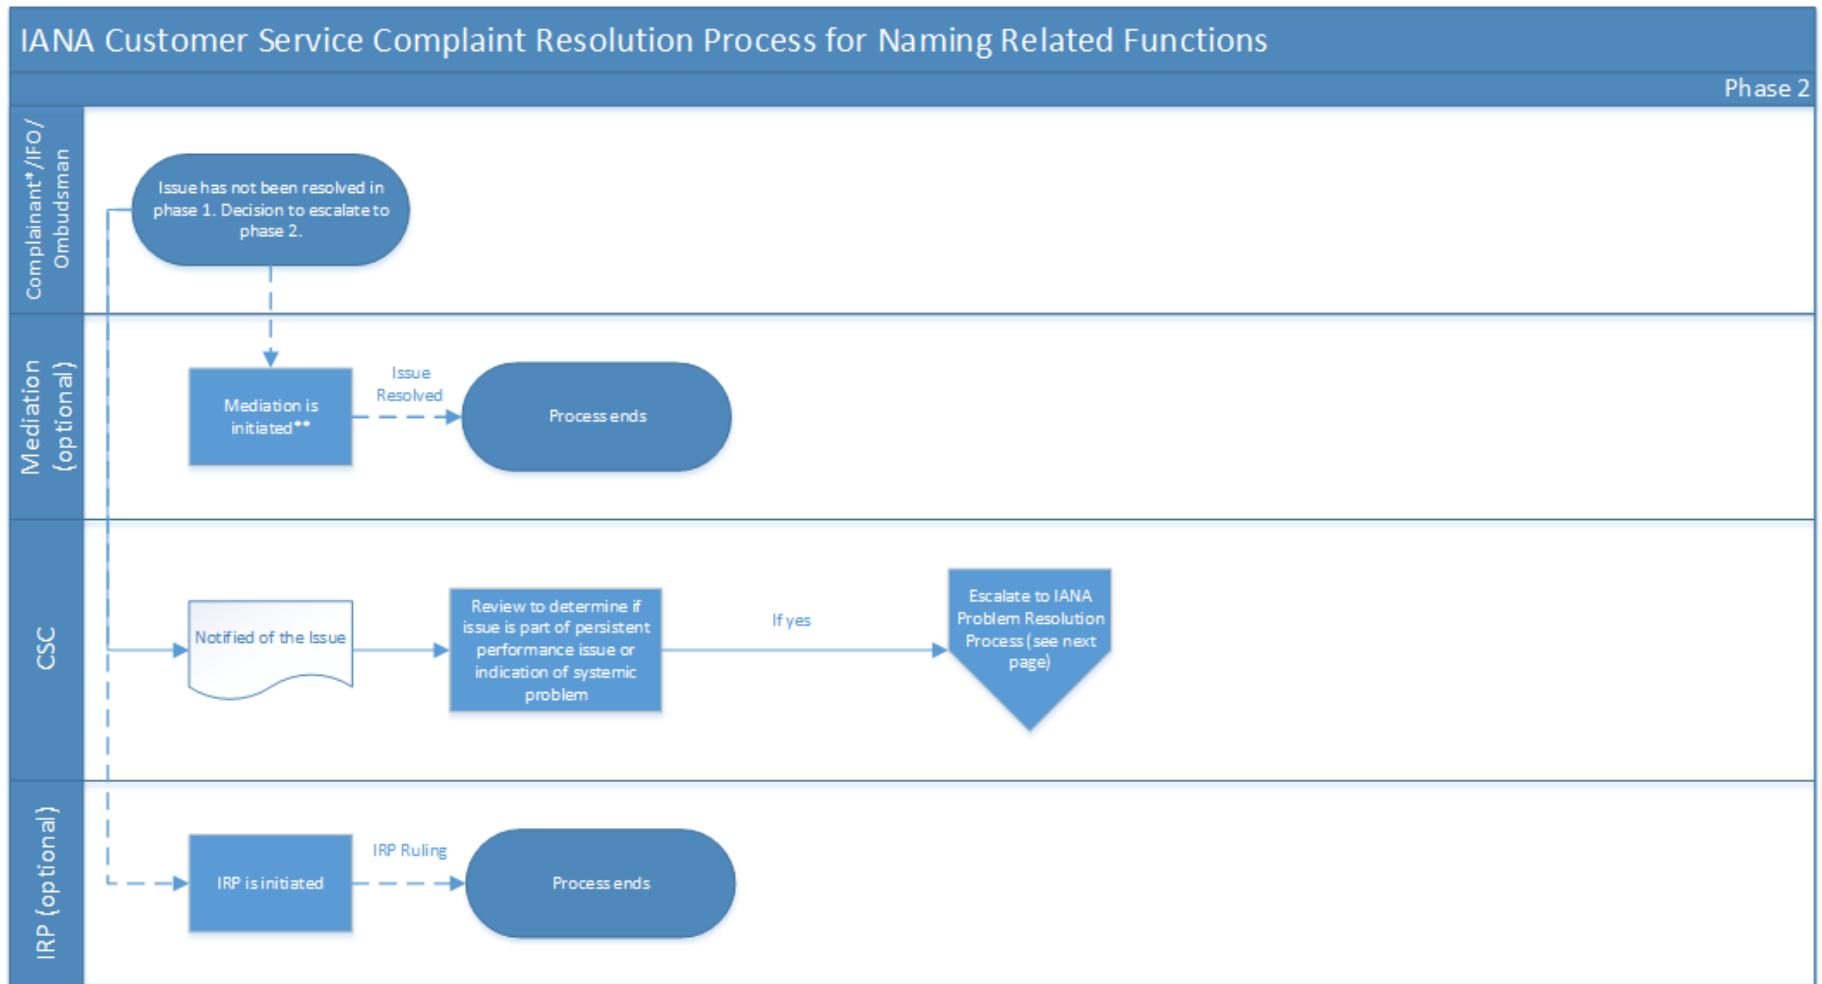 IANA Customer Service Complaint Resolution Process for Naming Related Functions
Phase 2
Complainant*/IFO/
Ombudsman
Issue has not been resolved in
phase 1. Decision to escalate to
phase 2.
Mediation
(optional)
Mediation is
initiated**
Issue
Resolved
Process ends
CSC
Notified of the Issue
Review to determine if
issue is part of persistent
performance issue or
indication of systemic
problem
If yes
Escalate to IANA
Problem Resolution
Process (see next
page)
IRP (optional)
IRP is initiated
IRP Ruling
Process ends